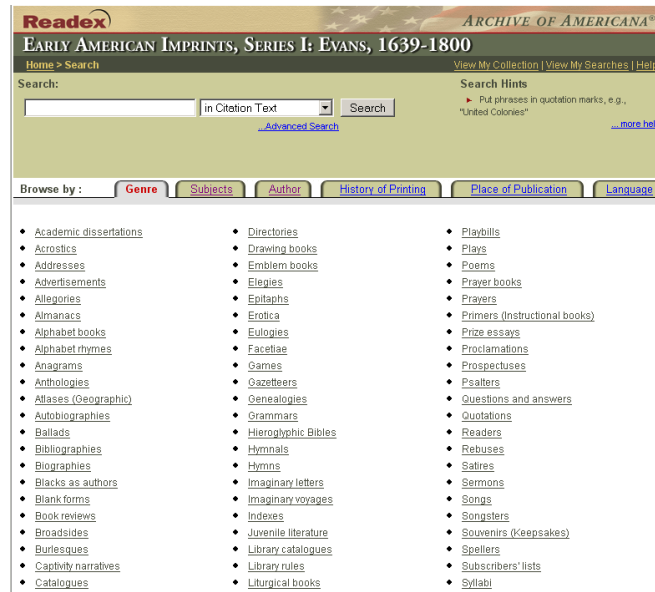 Readex
ARCHIVE OF AMERICANA®
EARLY AMERICAN IMPRINTS, SERIES I: EVANS, 1639-1800
Home > Search
View My Collection | View My Searches | Help
Search:
Search Hints
in Citation Text
Search
Put phrases in quotation marks, e.g.,
"United Colonies"
...Advanced Search
... more hel
Browse by :
Genre
Subjects
Author
History of Printing
Place of Publication
Language
Academic dissertations
Acrostics
Addresses
Advertisements
Allegories
Almanacs
Alphabet books
Alphabet rhymes
Anagrams
Anthologies
Atlases (Geographic)
Autobiographies
Ballads
Bibliographies
Biographies
Blacks as authors
Blank forms
Book reviews
Broadsides
Burlesques
Captivity narratives
Catalogues
Directories
Drawing books
Emblem books
Elegies
Epitaphs
Erotica
Eulogies
Facetiae
Games
Gazetteers
Genealogies
Grammars
Hieroglyphic Bibles
Hymnals
Hymns
Imaginary letters
Imaginary voyages
Indexes
Juvenile literature
Library catalogues
Library rules
Liturgical books
Playbills
Plays
Poems
Prayer books
Prayers
Primers (Instructional books)
Prize essays
Proclamations
Prospectuses
Psalters
Questions and answers
Quotations
Readers
Rebuses
Satires
Sermons
Songs
Songsters
Souvenirs (Keepsakes)
Spellers
Subscribers' lists
Syllabi